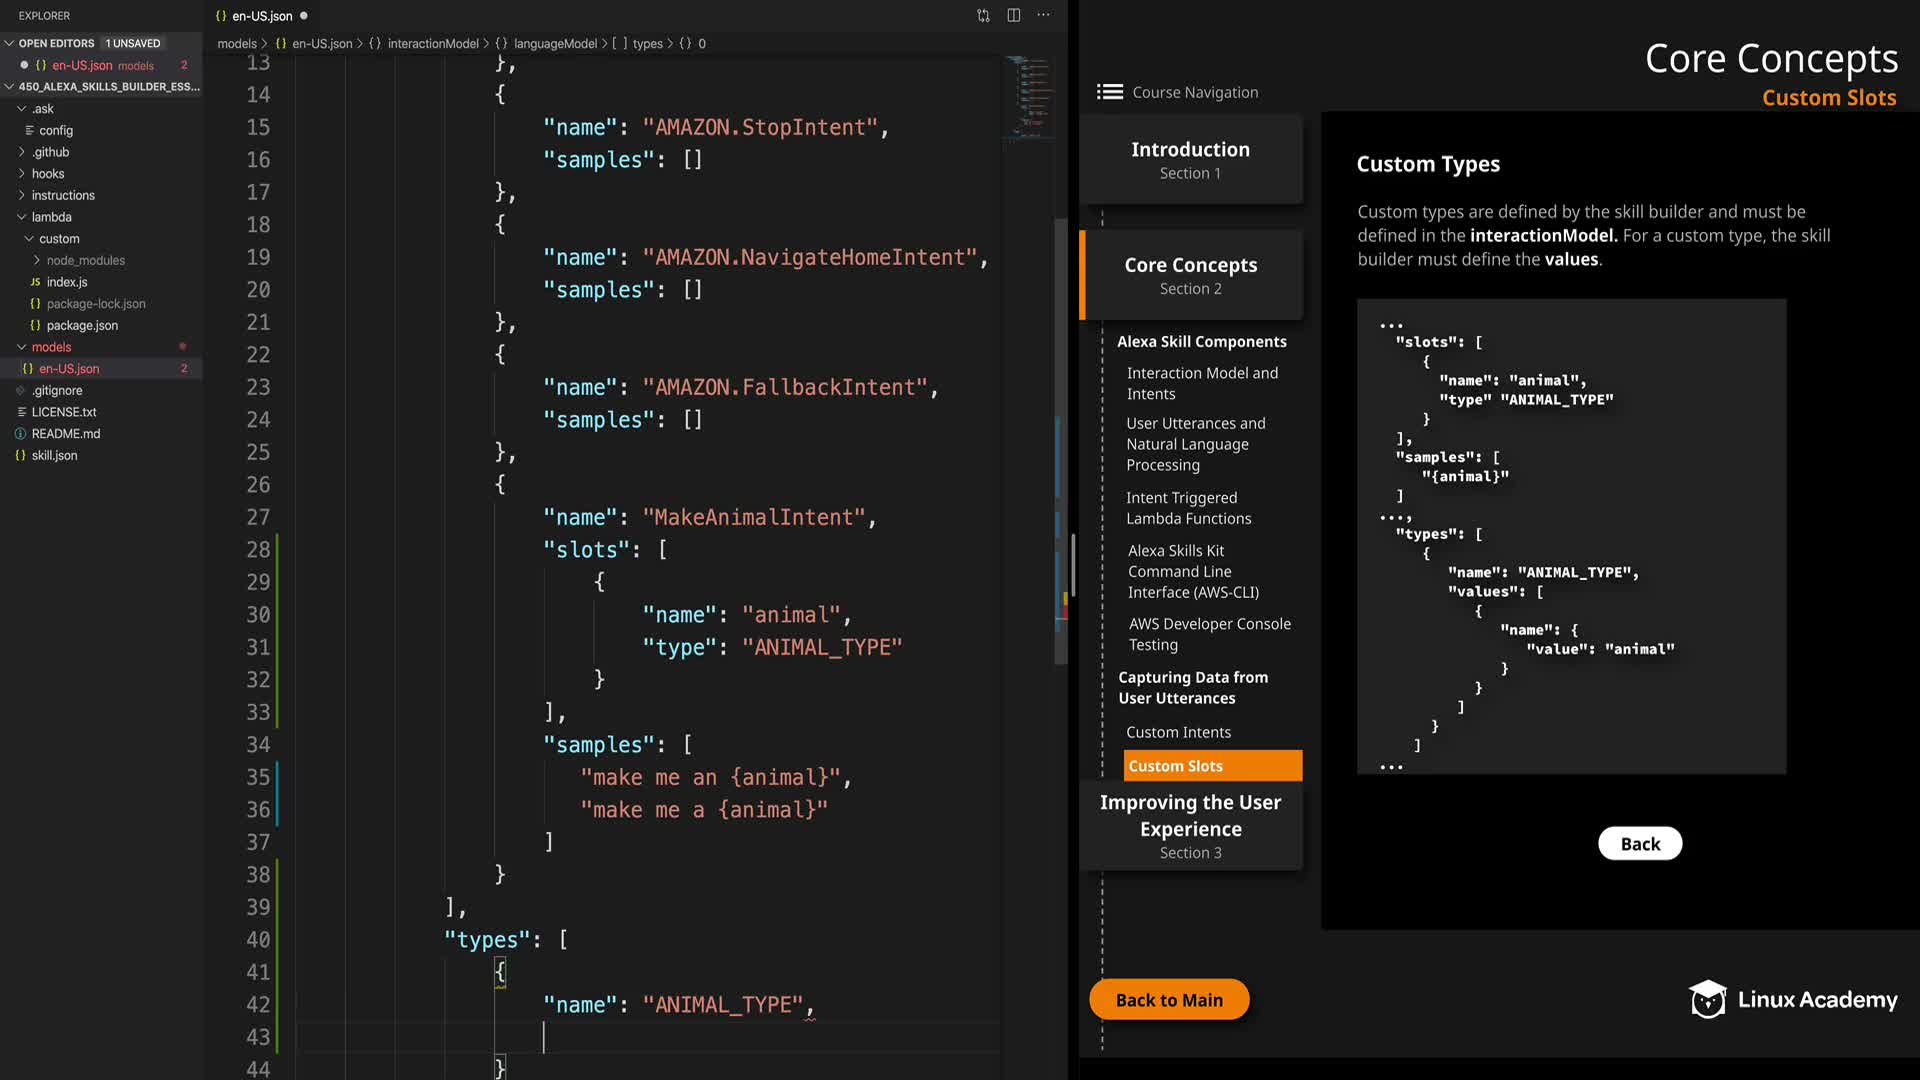 EXPLORER
OPEN EDITORS 1 UNSAVED
{} en-US.json models 2
450_ALEXA_SKILLS_BUILDER_ESS...
.ask
config
.github
hooks
instructions
lambda
custom
node_modules
JS index.js
{} package-lock.json
{} package.json
models
{} en-US.json 2
.gitignore
LICENSE.txt
README.md
{} skill.json
{} en-US.json
models > {} en-US.json > {} interactionModel > {} languageModel > [ ] types > {} 0
13 },
14 {
15 "name": "AMAZON.StopIntent",
16 "samples": []
17 },
18 {
19 "name": "AMAZON.NavigateHomeIntent",
20 "samples": []
21 },
22 {
23 "name": "AMAZON.FallbackIntent",
24 "samples": []
25 },
26 {
27 "name": "MakeAnimalIntent",
28 "slots": [
29 {
30 "name": "animal",
31 "type": "ANIMAL_TYPE"
32 }
33 ],
34 "samples": [
35 "make me an {animal}",
36 "make me a {animal}"
37 ]
38 }
39 ],
40 "types": [
41 {
42 "name": "ANIMAL_TYPE",
43
44 }
Core Concepts
Custom Slots
Course Navigation
Introduction
Section 1
Core Concepts
Section 2
Alexa Skill Components
Interaction Model and
Intents
User Utterances and
Natural Language
Processing
Intent Triggered
Lambda Functions
Alexa Skills Kit
Command Line
Interface (AWS-CLI)
AWS Developer Console
Testing
Capturing Data from
User Utterances
Custom Intents
Custom Slots
Improving the User
Experience
Section 3
Back to Main
Custom Types
Custom types are defined by the skill builder and must be
defined in the interactionModel. For a custom type, the skill
builder must define the values.
...
"slots": [
{
"name": "animal",
"type" "ANIMAL_TYPE"
}
],
"samples": [
"{animal}"
]
...,
"types": [
{
"name": "ANIMAL_TYPE",
"values": [
{
"name": {
"value": "animal"
}
}
]
}
]
...
Back
Linux Academy